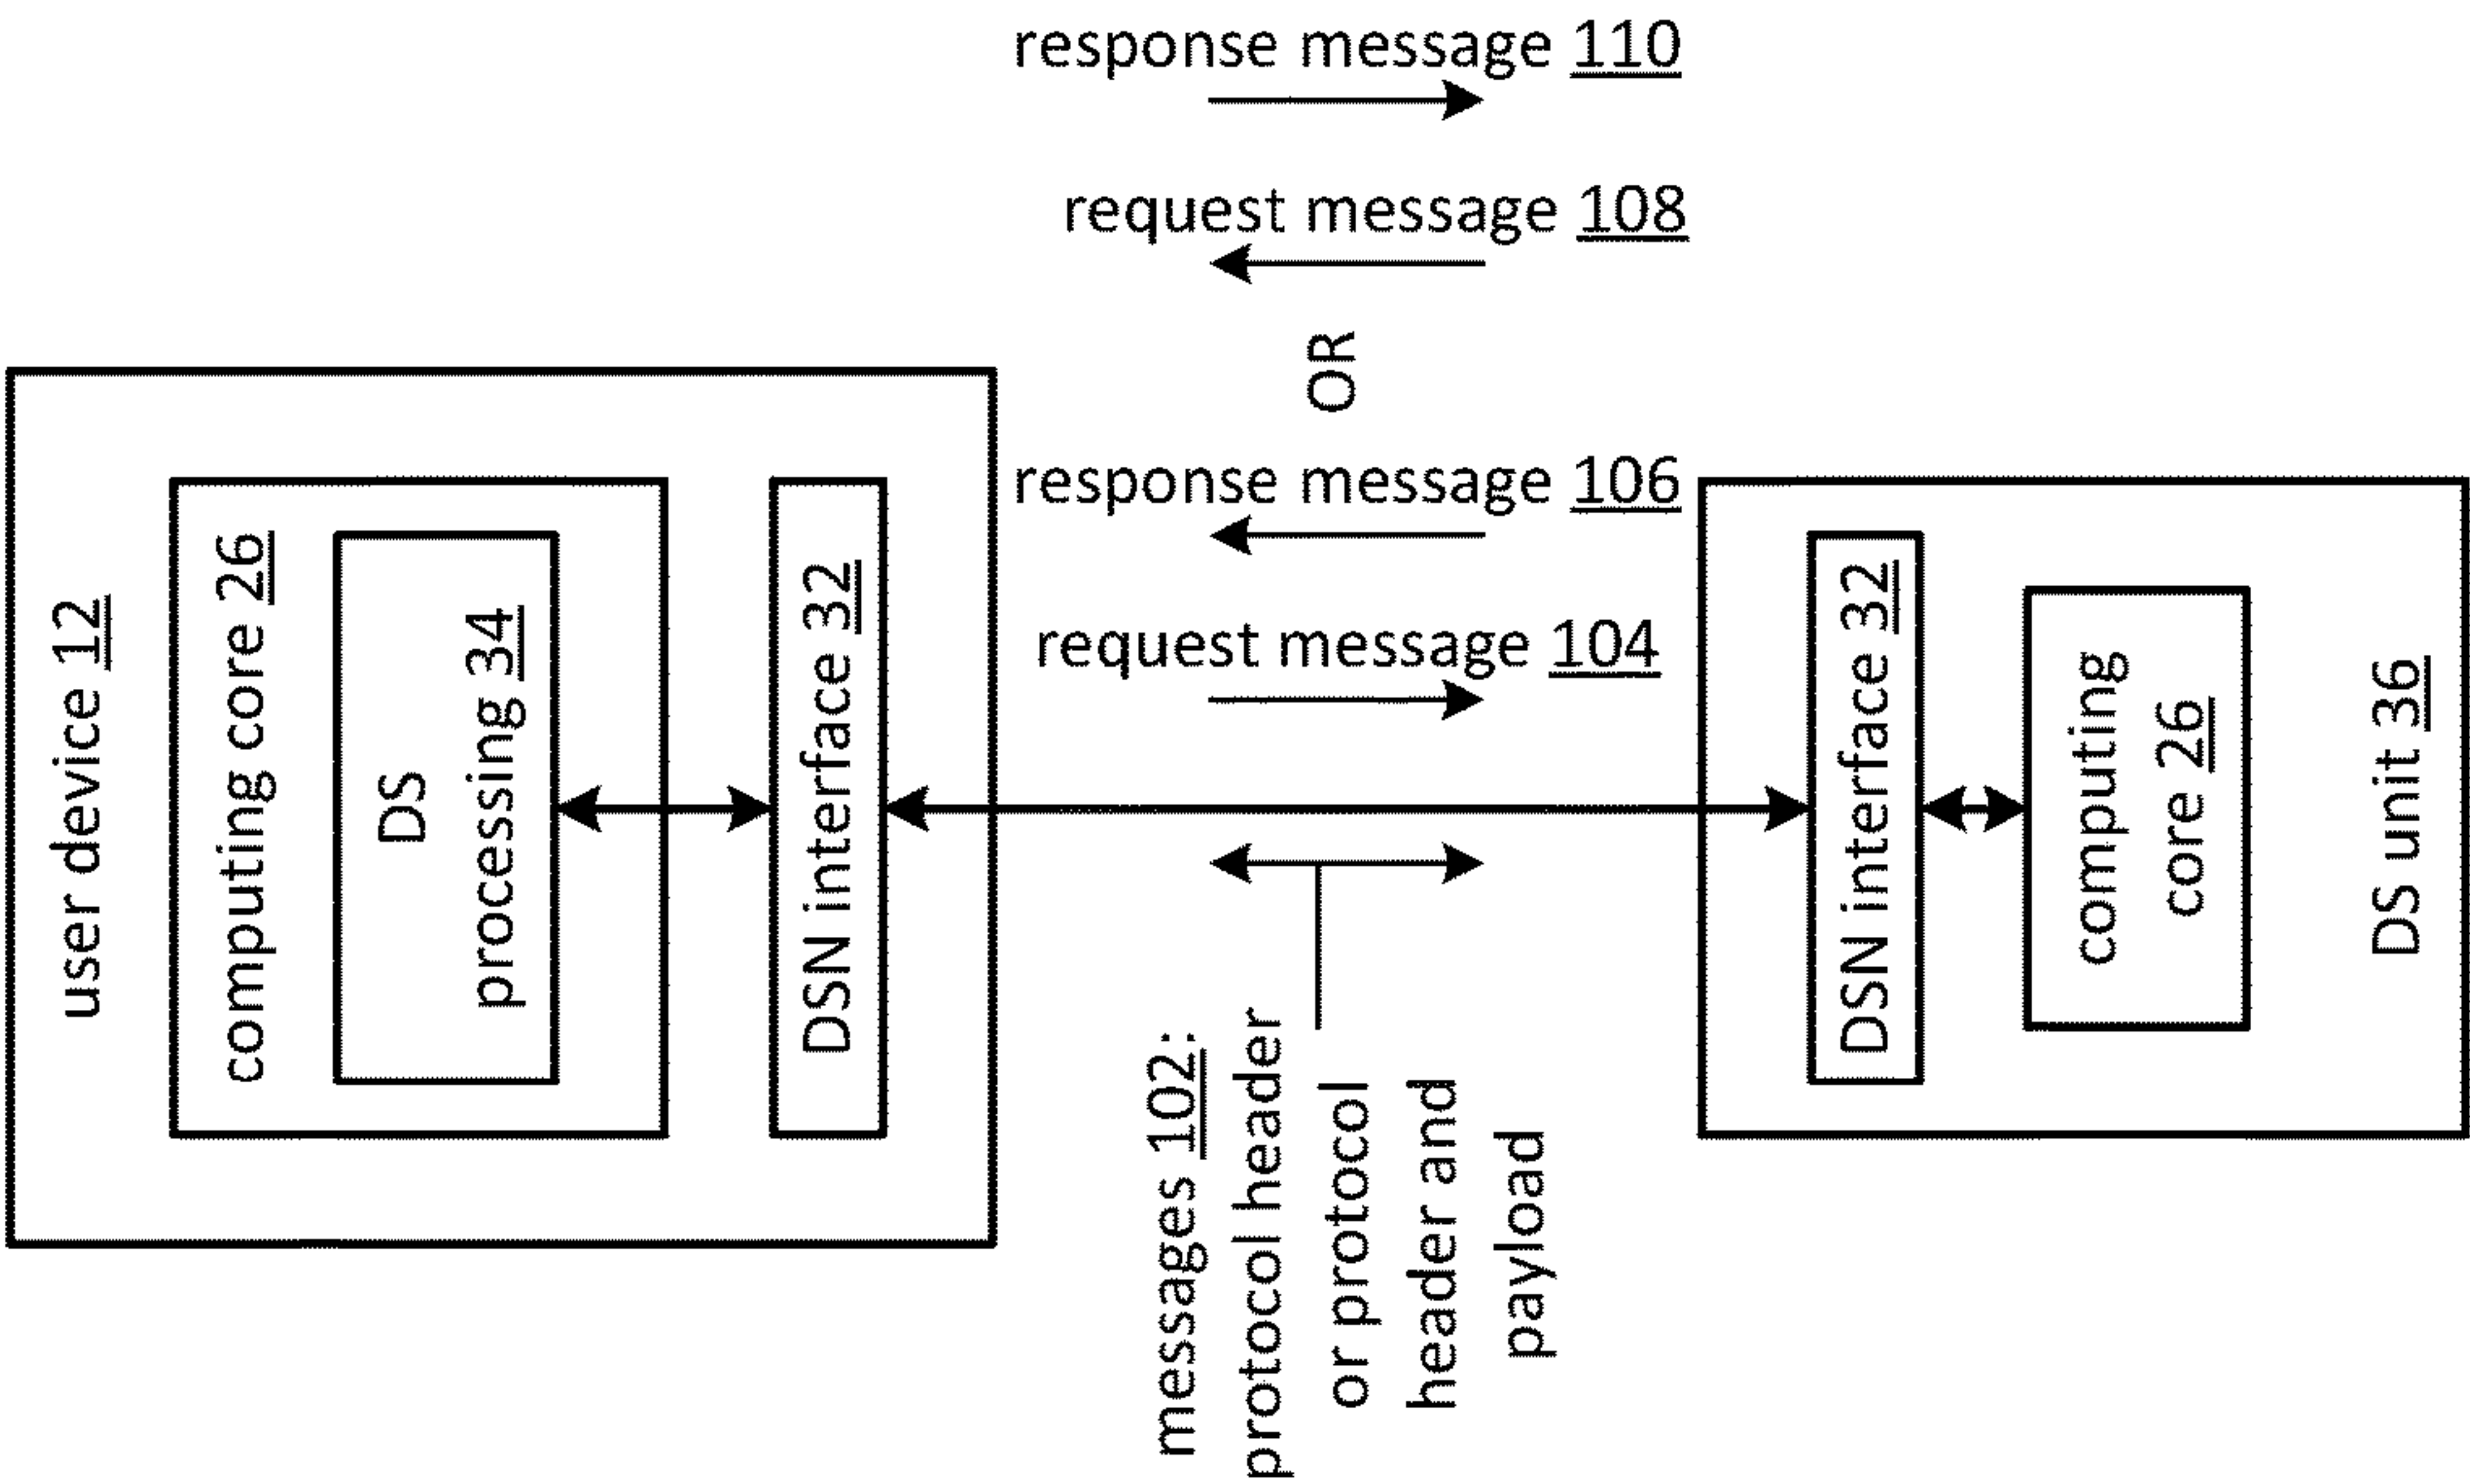 user device 12
computing core 26
DS
processing 34
DSN interface 32
messages 102:
protocol header
or protocol
header and
payload
request message 104
response message 106
OR
request message 108
response message 110
DSN interface 32
computing
core 26
DS unit 36